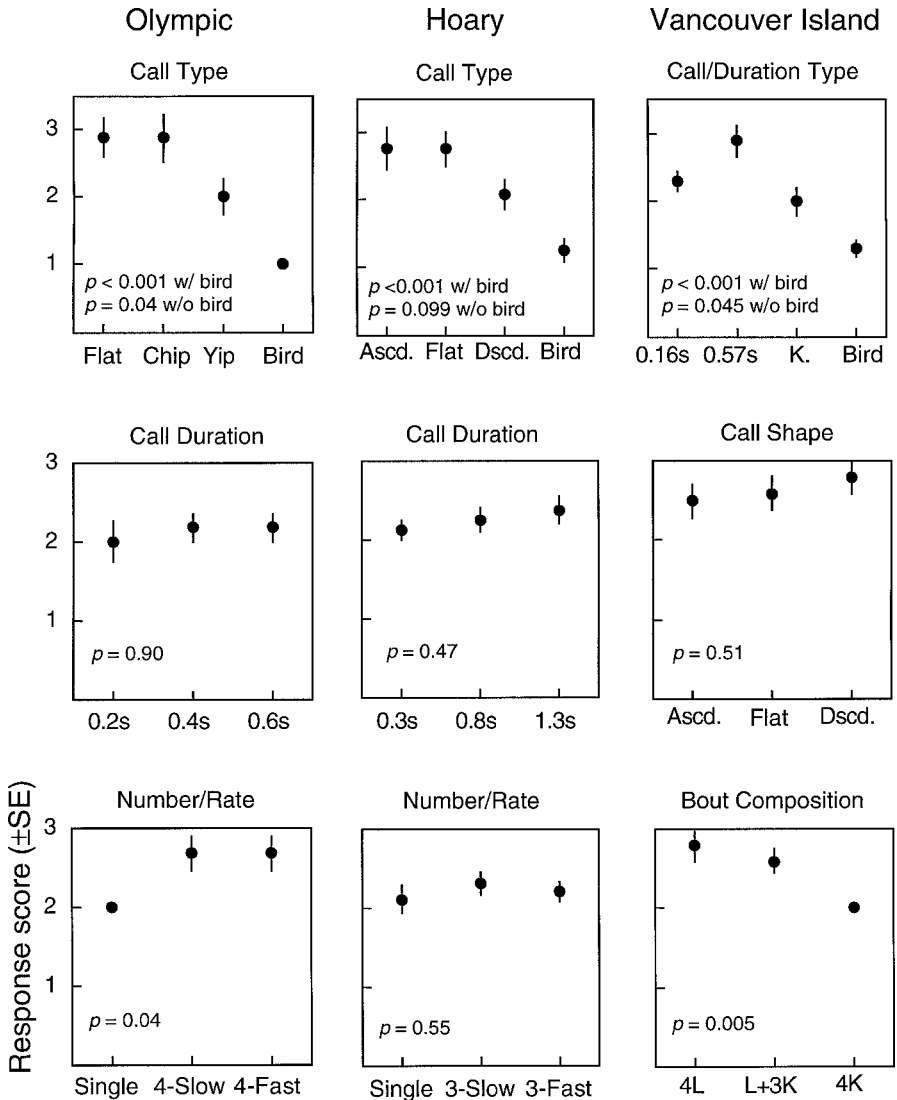 Olympic Hoary Vancouver Island
Call Type Call Type Call/Duration Type
3
2
1
p < 0.001 w/ bird
p = 0.04 w/o bird
p <0.001 w/ bird
p = 0.099 w/o bird
p < 0.001 w/ bird
p = 0.045 w/o bird
Flat Chip Yip Bird
Ascd. Flat Dscd. Bird
0.16s 0.57s K. Bird
Call Duration Call Duration Call Shape
3
2
1
p = 0.90
p = 0.47
p = 0.51
0.2s 0.4s 0.6s
0.3s 0.8s 1.3s
Ascd. Flat Dscd.
Response score (±SE)
Number/Rate Number/Rate Bout Composition
3
2
1
p = 0.04
p = 0.55
p = 0.005
Single 4-Slow 4-Fast
Single 3-Slow 3-Fast
4L L+3K 4K